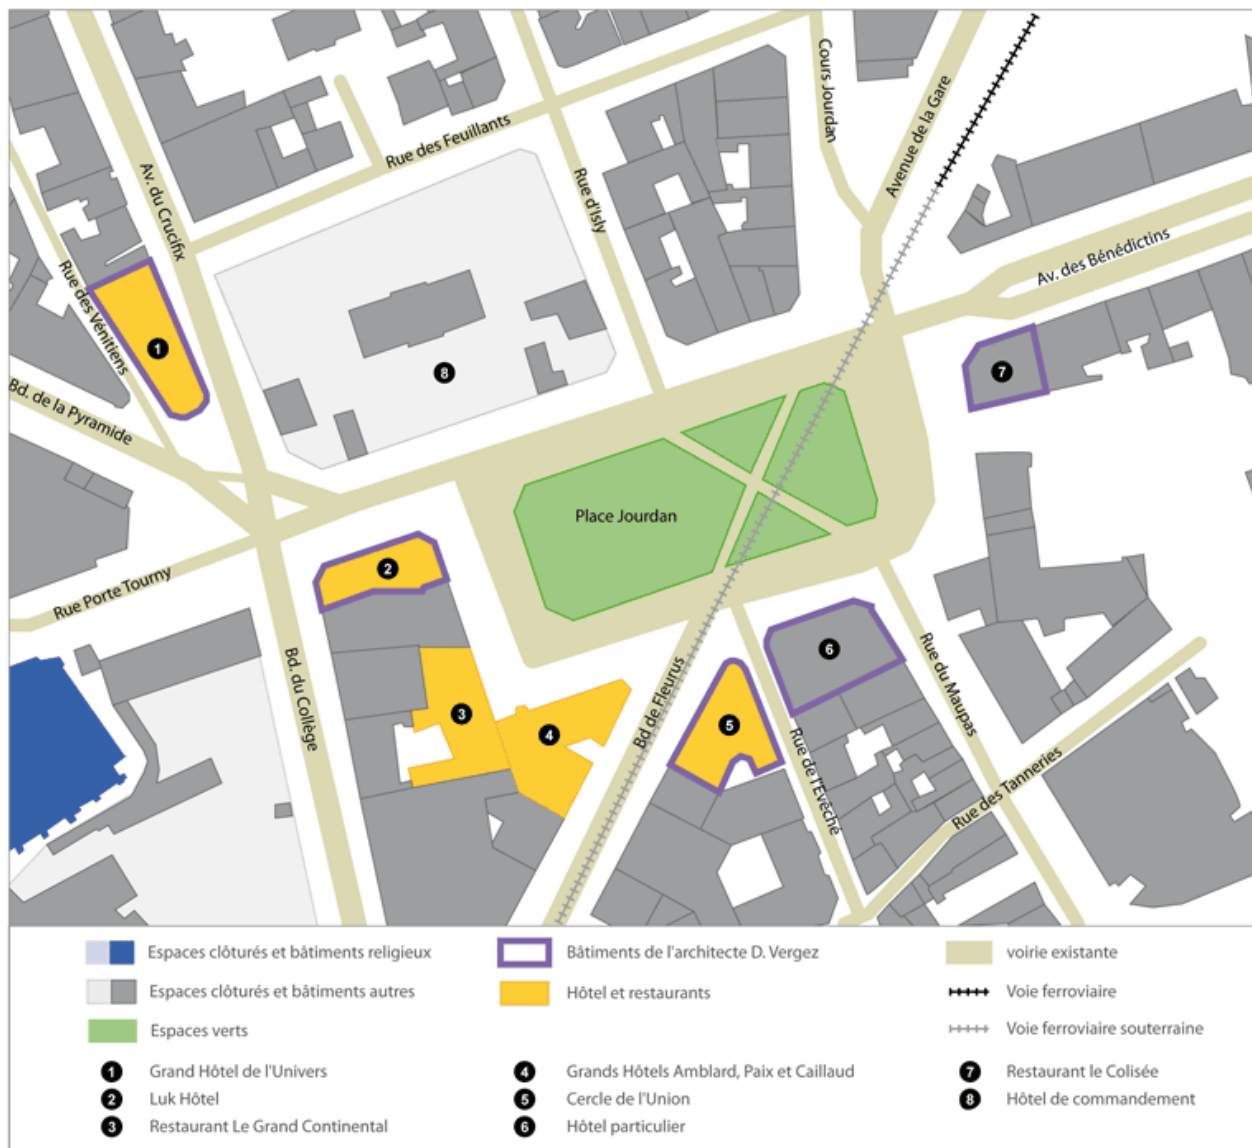 Cours Jourdan
Avenue de la Gare
Rue des Feuillants
Av. du Crucifix
Rue d'Isly
Av. des Bénédictins
Rue des Vénitiens
1
8
7
Bd. de la Pyramide
Place Jourdan
2
Rue Porte Tourny
Bd. du Collège
3
4
Bd de Fleurus
5
6
Rue du Maupas
Rue de l'Evêché
Rue des Tanneries
Espaces clôturés et bâtiments religieux
Espaces clôturés et bâtiments autres
Espaces verts
Bâtiments de l'architecte D. Vergez
Hôtel et restaurants
voirie existante
Voie ferroviaire
Voie ferroviaire souterraine
1 Grand Hôtel de l'Univers
2 Luk Hôtel
3 Restaurant Le Grand Continental
4 Grands Hôtels Amblard, Paix et Caillaud
5 Cercle de l'Union
6 Hôtel particulier
7 Restaurant le Colisée
8 Hôtel de commandement